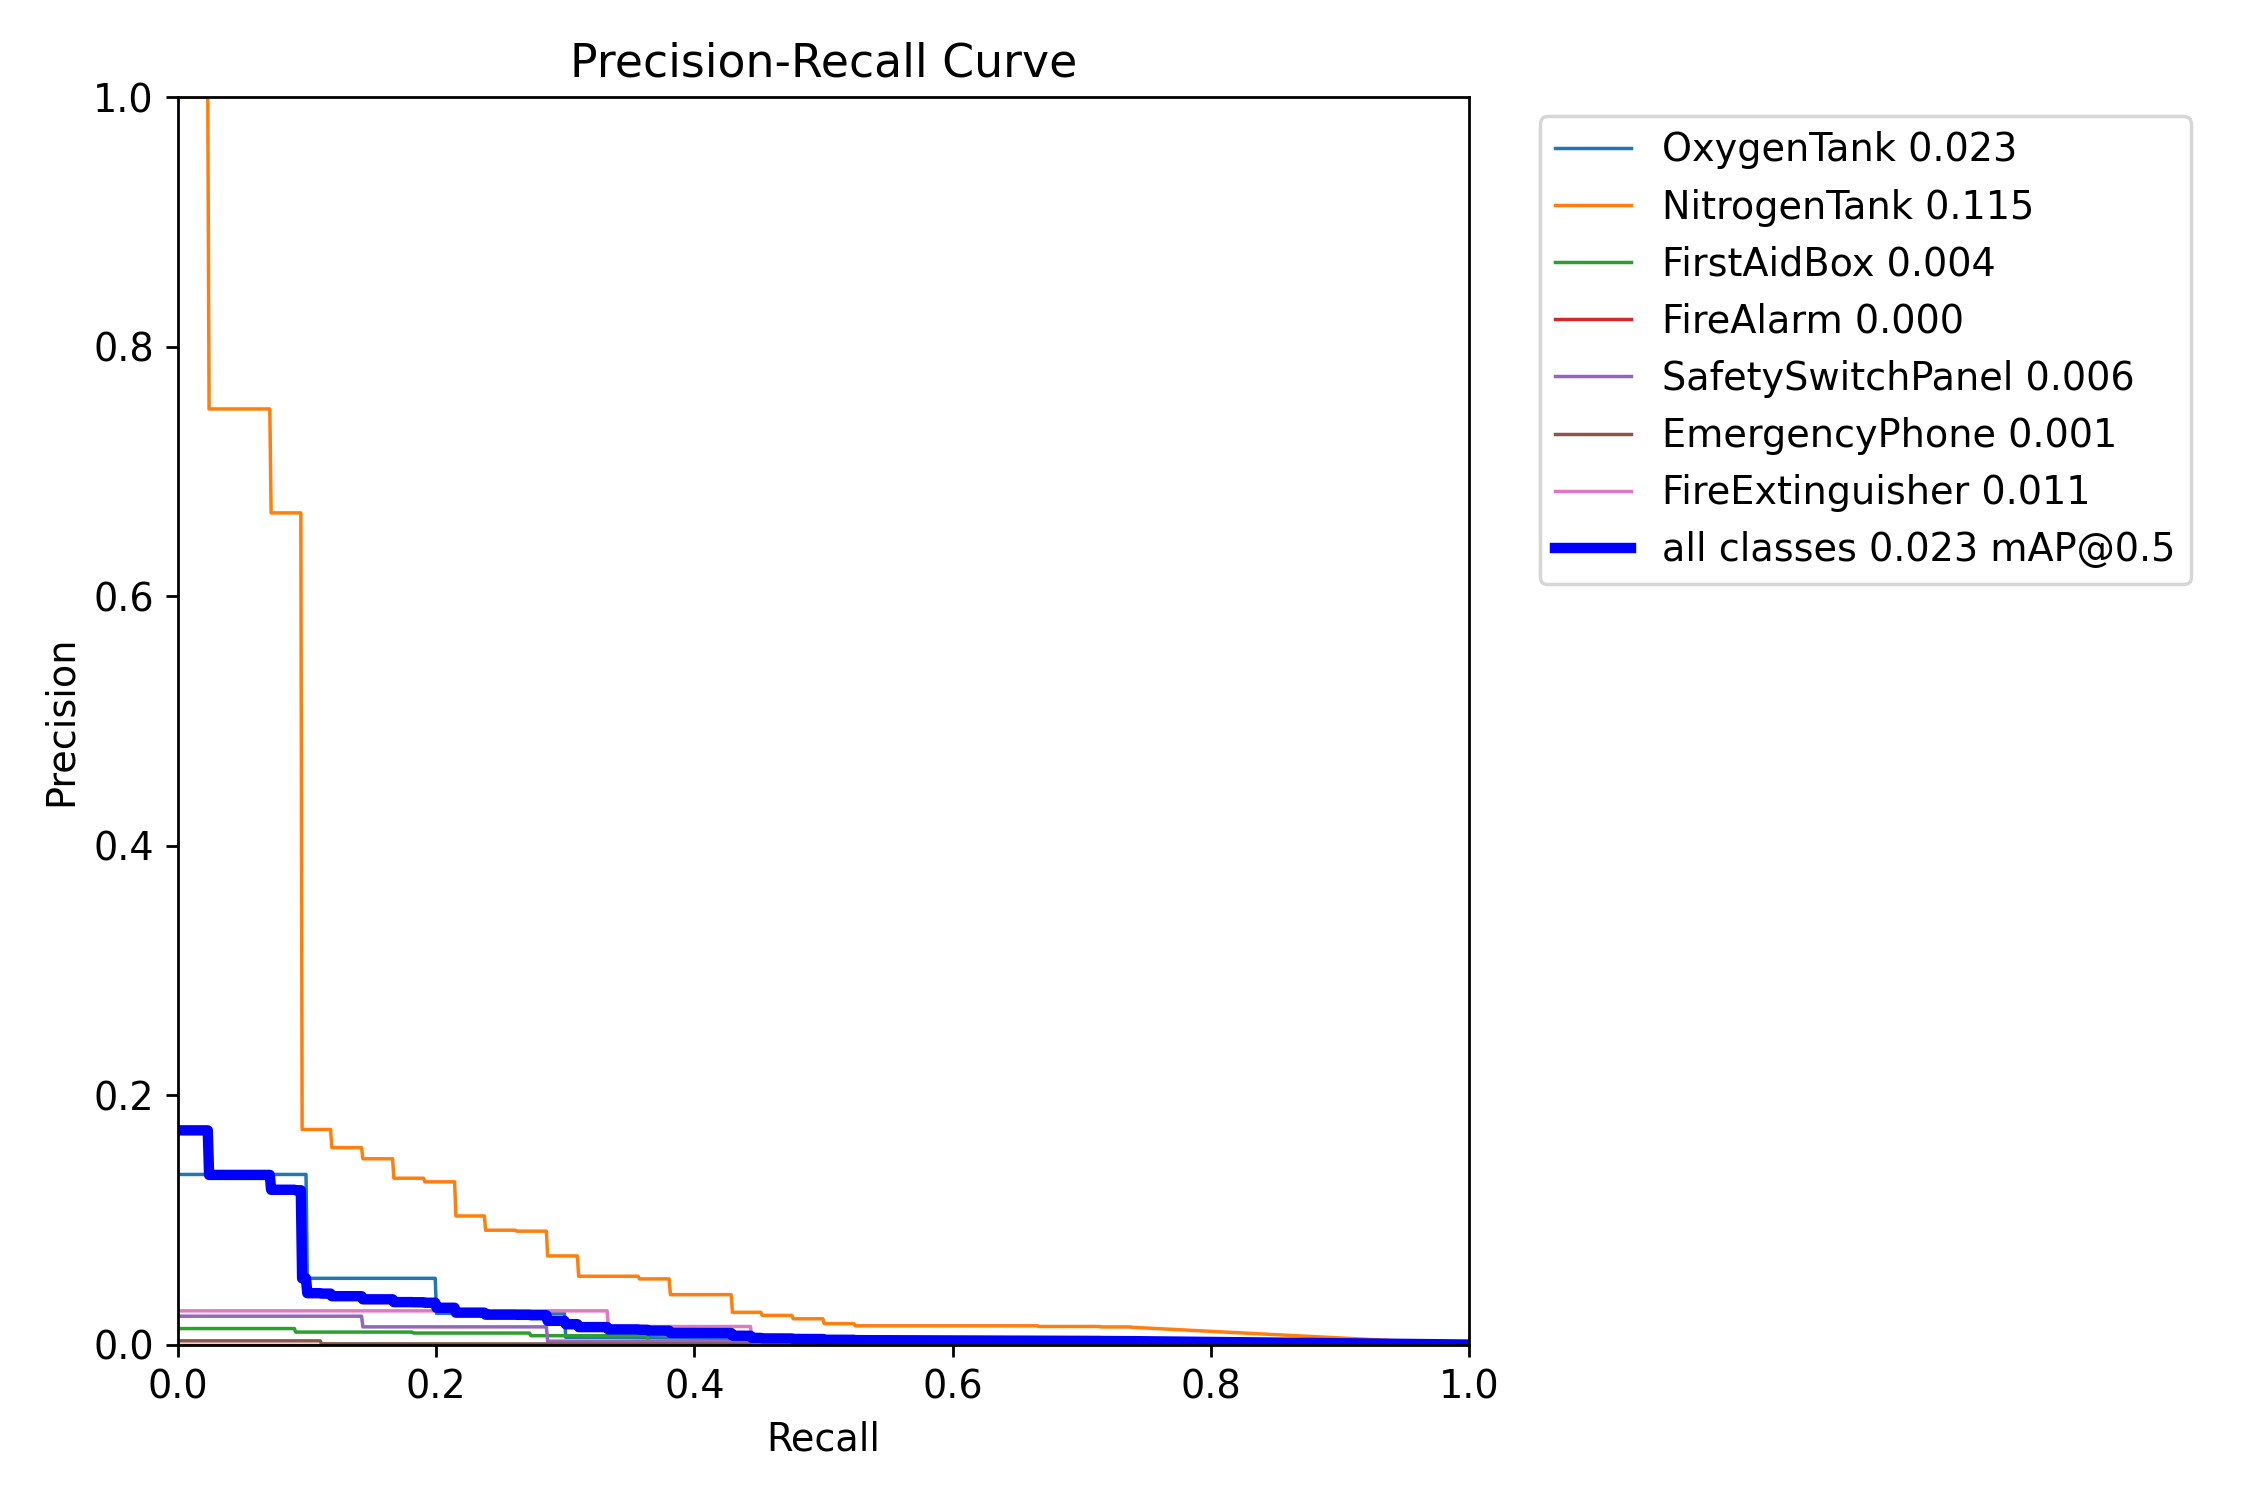 Precision-Recall Curve
1.0
0.8
0.6
0.4
0.2
0.0
Precision
0.0 0.2 0.4 0.6 0.8 1.0
Recall
OxygenTank 0.023
NitrogenTank 0.115
FirstAidBox 0.004
FireAlarm 0.000
SafetySwitchPanel 0.006
EmergencyPhone 0.001
FireExtinguisher 0.011
all classes 0.023 mAP@0.5